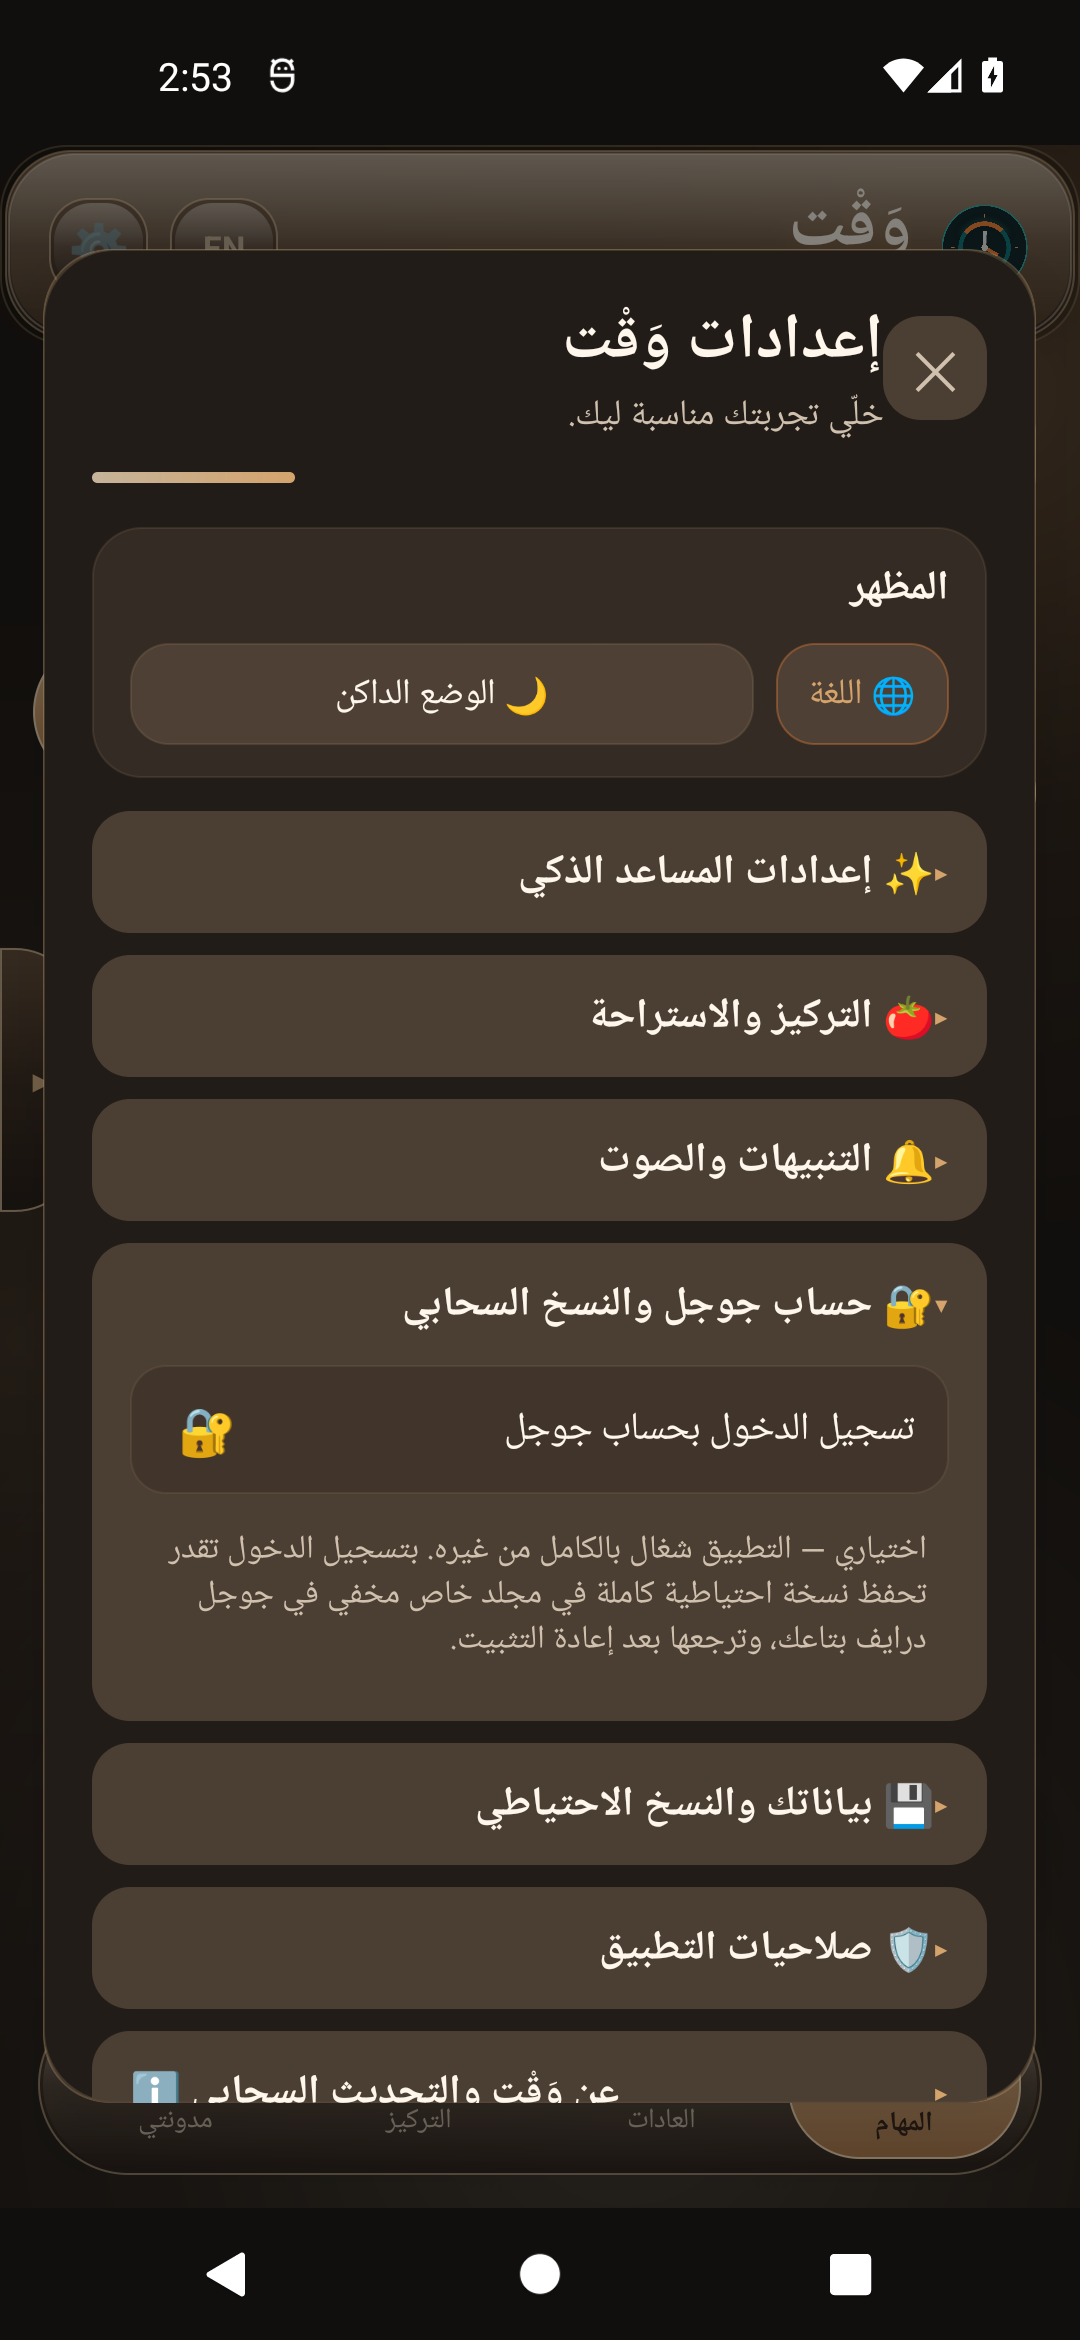 2:53
وَقْت
EN
إعدادات وَقْت
خلّي تجربتك مناسبة ليك.
المظهر
🌐 اللغة
🌙 الوضع الداكن
✨ إعدادات المساعد الذكي
🍅 التركيز والاستراحة
🔔 التنبيهات والصوت
🔐 حساب جوجل والنسخ السحابي
تسجيل الدخول بحساب جوجل 🔐
اختياري — التطبيق شغال بالكامل من غيره. بتسجيل الدخول تقدر
تحفظ نسخة احتياطية كاملة في مجلد خاص مخفي في جوجل
درايف بتاعك، وترجعها بعد إعادة التثبيت.
💾 بياناتك والنسخ الاحتياطي
🛡️ صلاحيات التطبيق
عن وَقْت والتحديث السحابي ℹ️
المهام
العادات
التركيز
مدونتي